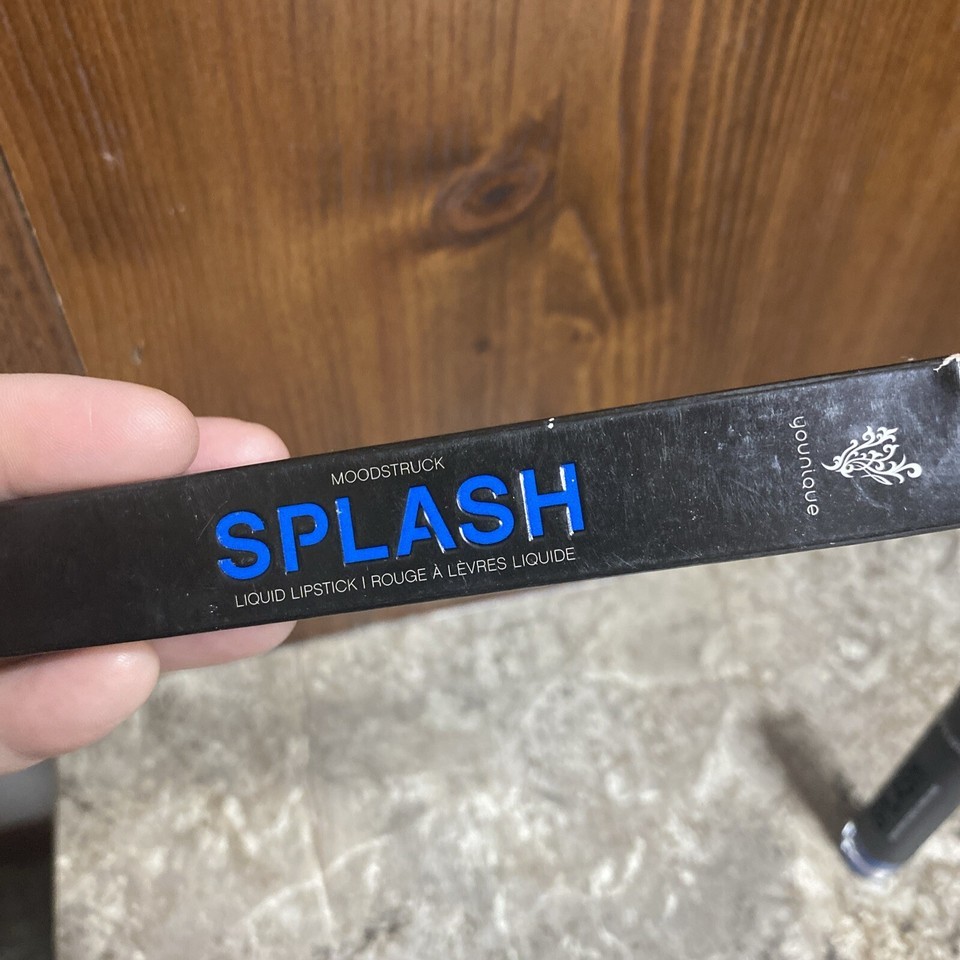 MOODSTRUCK
SPLASH
LIQUID LIPSTICK | ROUGE À LÈVRES LIQUIDE
younique